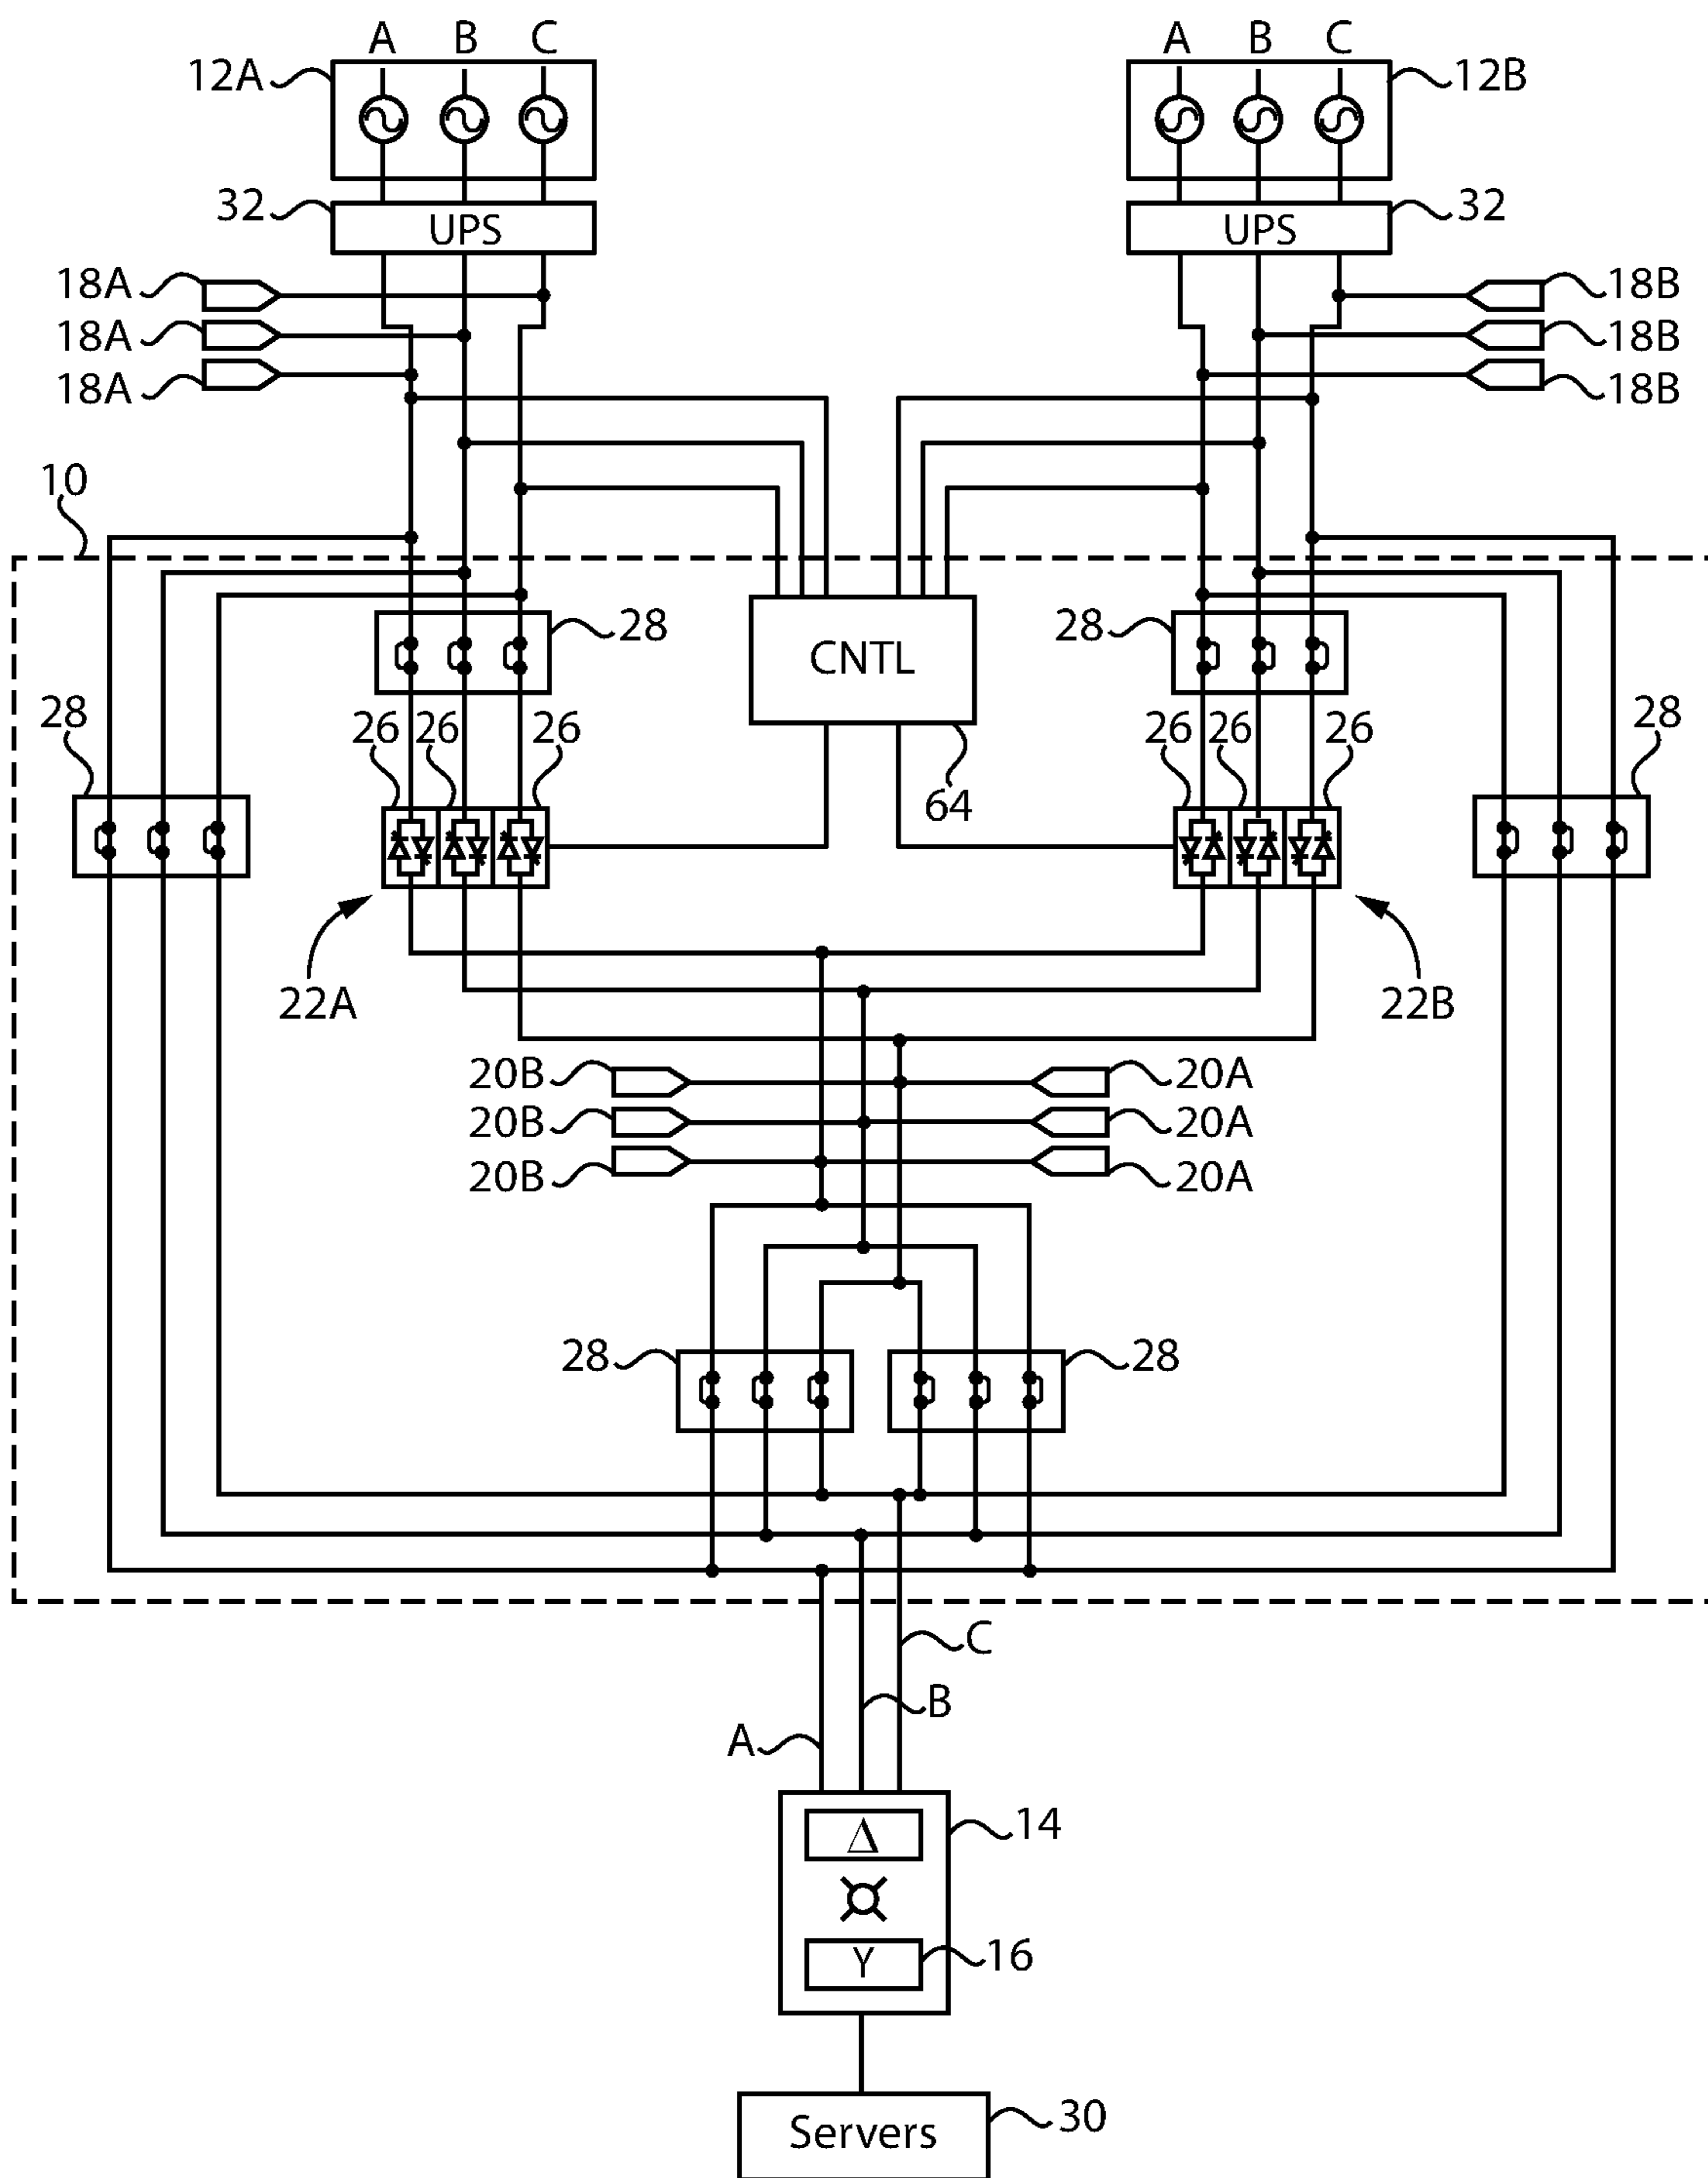 A B C A B C
12A 12B
32 UPS UPS 32
18A 18B
18A 18B
18A 18B
10
28 CNTL 28
28 26 26 26 26 26 26 28
64
22A 22B
20B 20A
20B 20A
20B 20A
28 28
C
B
A
14
Δ
Y 16
Servers 30